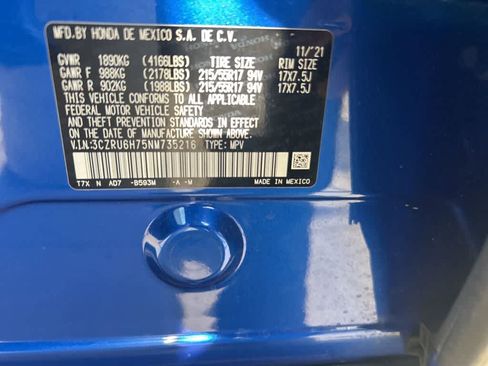 MFD.BY HONDA DE MEXICO S.A. DE C.V.
11/'21
GVWR 1890KG (4166LBS) TIRE SIZE RIM SIZE
GAWR F 988KG (2178LBS) 215/55R17 94V 17X7.5J
GAWR R 902KG (1988LBS) 215/55R17 94V 17X7.5J
THIS VEHICLE CONFORMS TO ALL APPLICABLE
FEDERAL MOTOR VEHICLE SAFETY
AND THEFT PREVENTION STANDARDS IN EFFECT ON
THE DATE OF MANUFACTURE SHOWN ABOVE.
V.I.N:3CZRU6H75NM735216 TYPE: MPV
T7X N AD7 -B593M -A -M MADE IN MEXICO